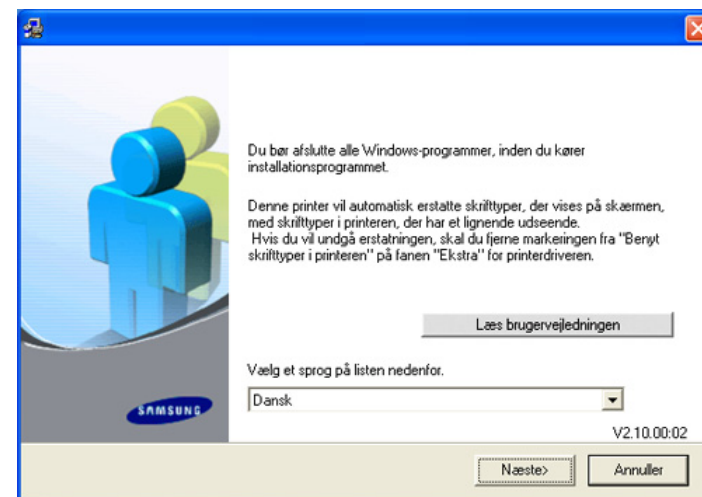 Du bør afslutte alle Windows-programmer, inden du kører
installationsprogrammet.
Denne printer vil automatisk erstatte skrifttyper, der vises på skærmen,
med skrifttyper i printeren, der har et lignende udseende.
Hvis du vil undgå erstatningen, skal du fjerne markeringen fra "Benyt
skrifttyper i printeren" på fanen "Ekstra" for printerdriveren.
Læs brugervejledningen
Vælg et sprog på listen nedenfor.
SAMSUNG
Dansk
V2.10.00:02
Næste>
Annuller